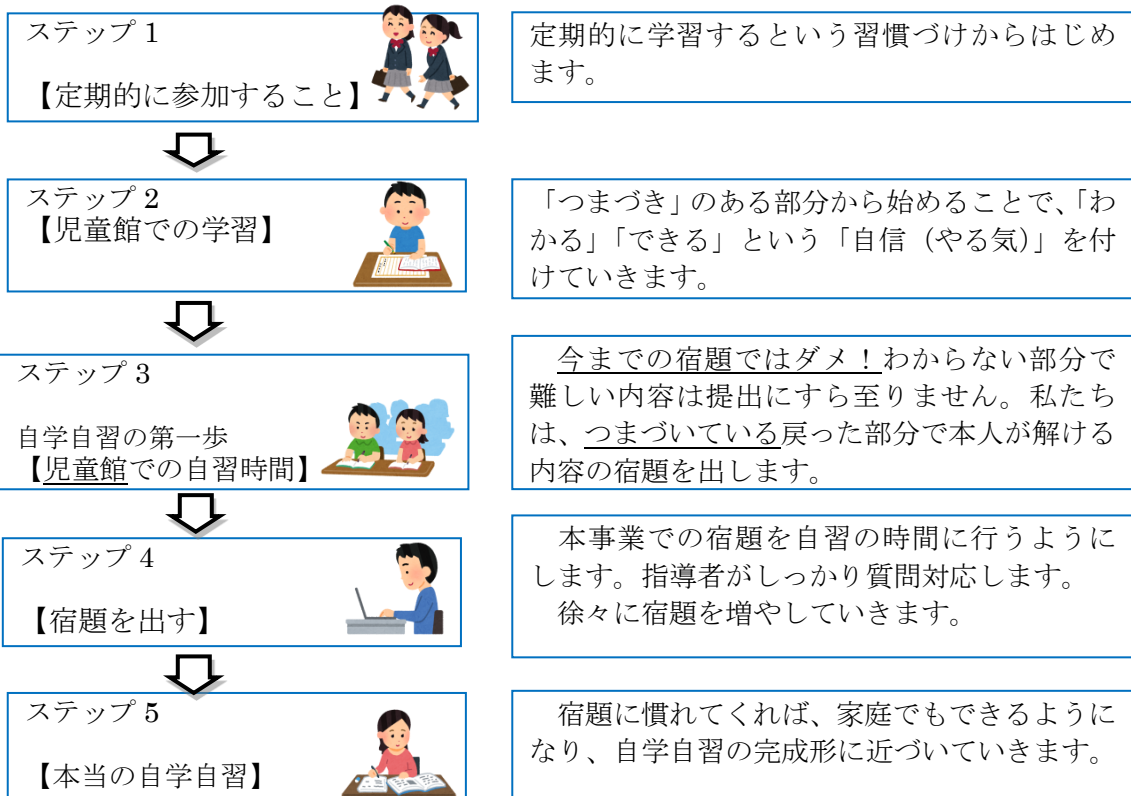 ステップ 1
【定期的に参加すること】
定期的に学習するという習慣づけからはじめ
ます。
ステップ 2
【児童館での学習】
「つまづき」のある部分から始めることで、「わ
かる」「できる」という「自信（やる気）」を付
けていきます。
ステップ 3
自学自習の第一歩
【児童館での自習時間】
今までの宿題ではダメ！わからない部分で
難しい内容は提出にすら至りません。私たち
は、つまづいている戻った部分で本人が解ける
内容の宿題を出します。
ステップ 4
【宿題を出す】
本事業での宿題を自習の時間に行うように
します。指導者がしっかり質問対応します。
徐々に宿題を増やしていきます。
ステップ 5
【本当の自学自習】
宿題に慣れてくれば、家庭でもできるように
なり、自学自習の完成形に近づいていきます。